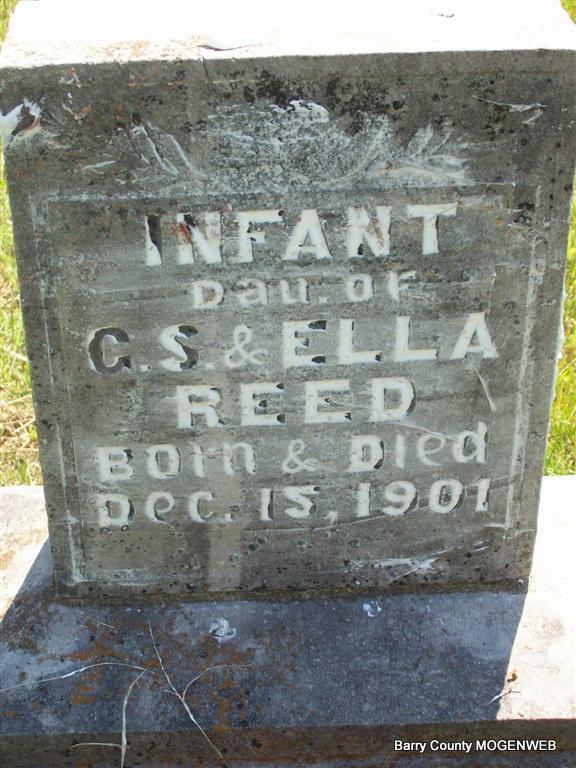 INFANT
Dau. of
C. S. & ELLA
REED
Born & Died
Dec. 15, 1901
Barry County MOGENWEB